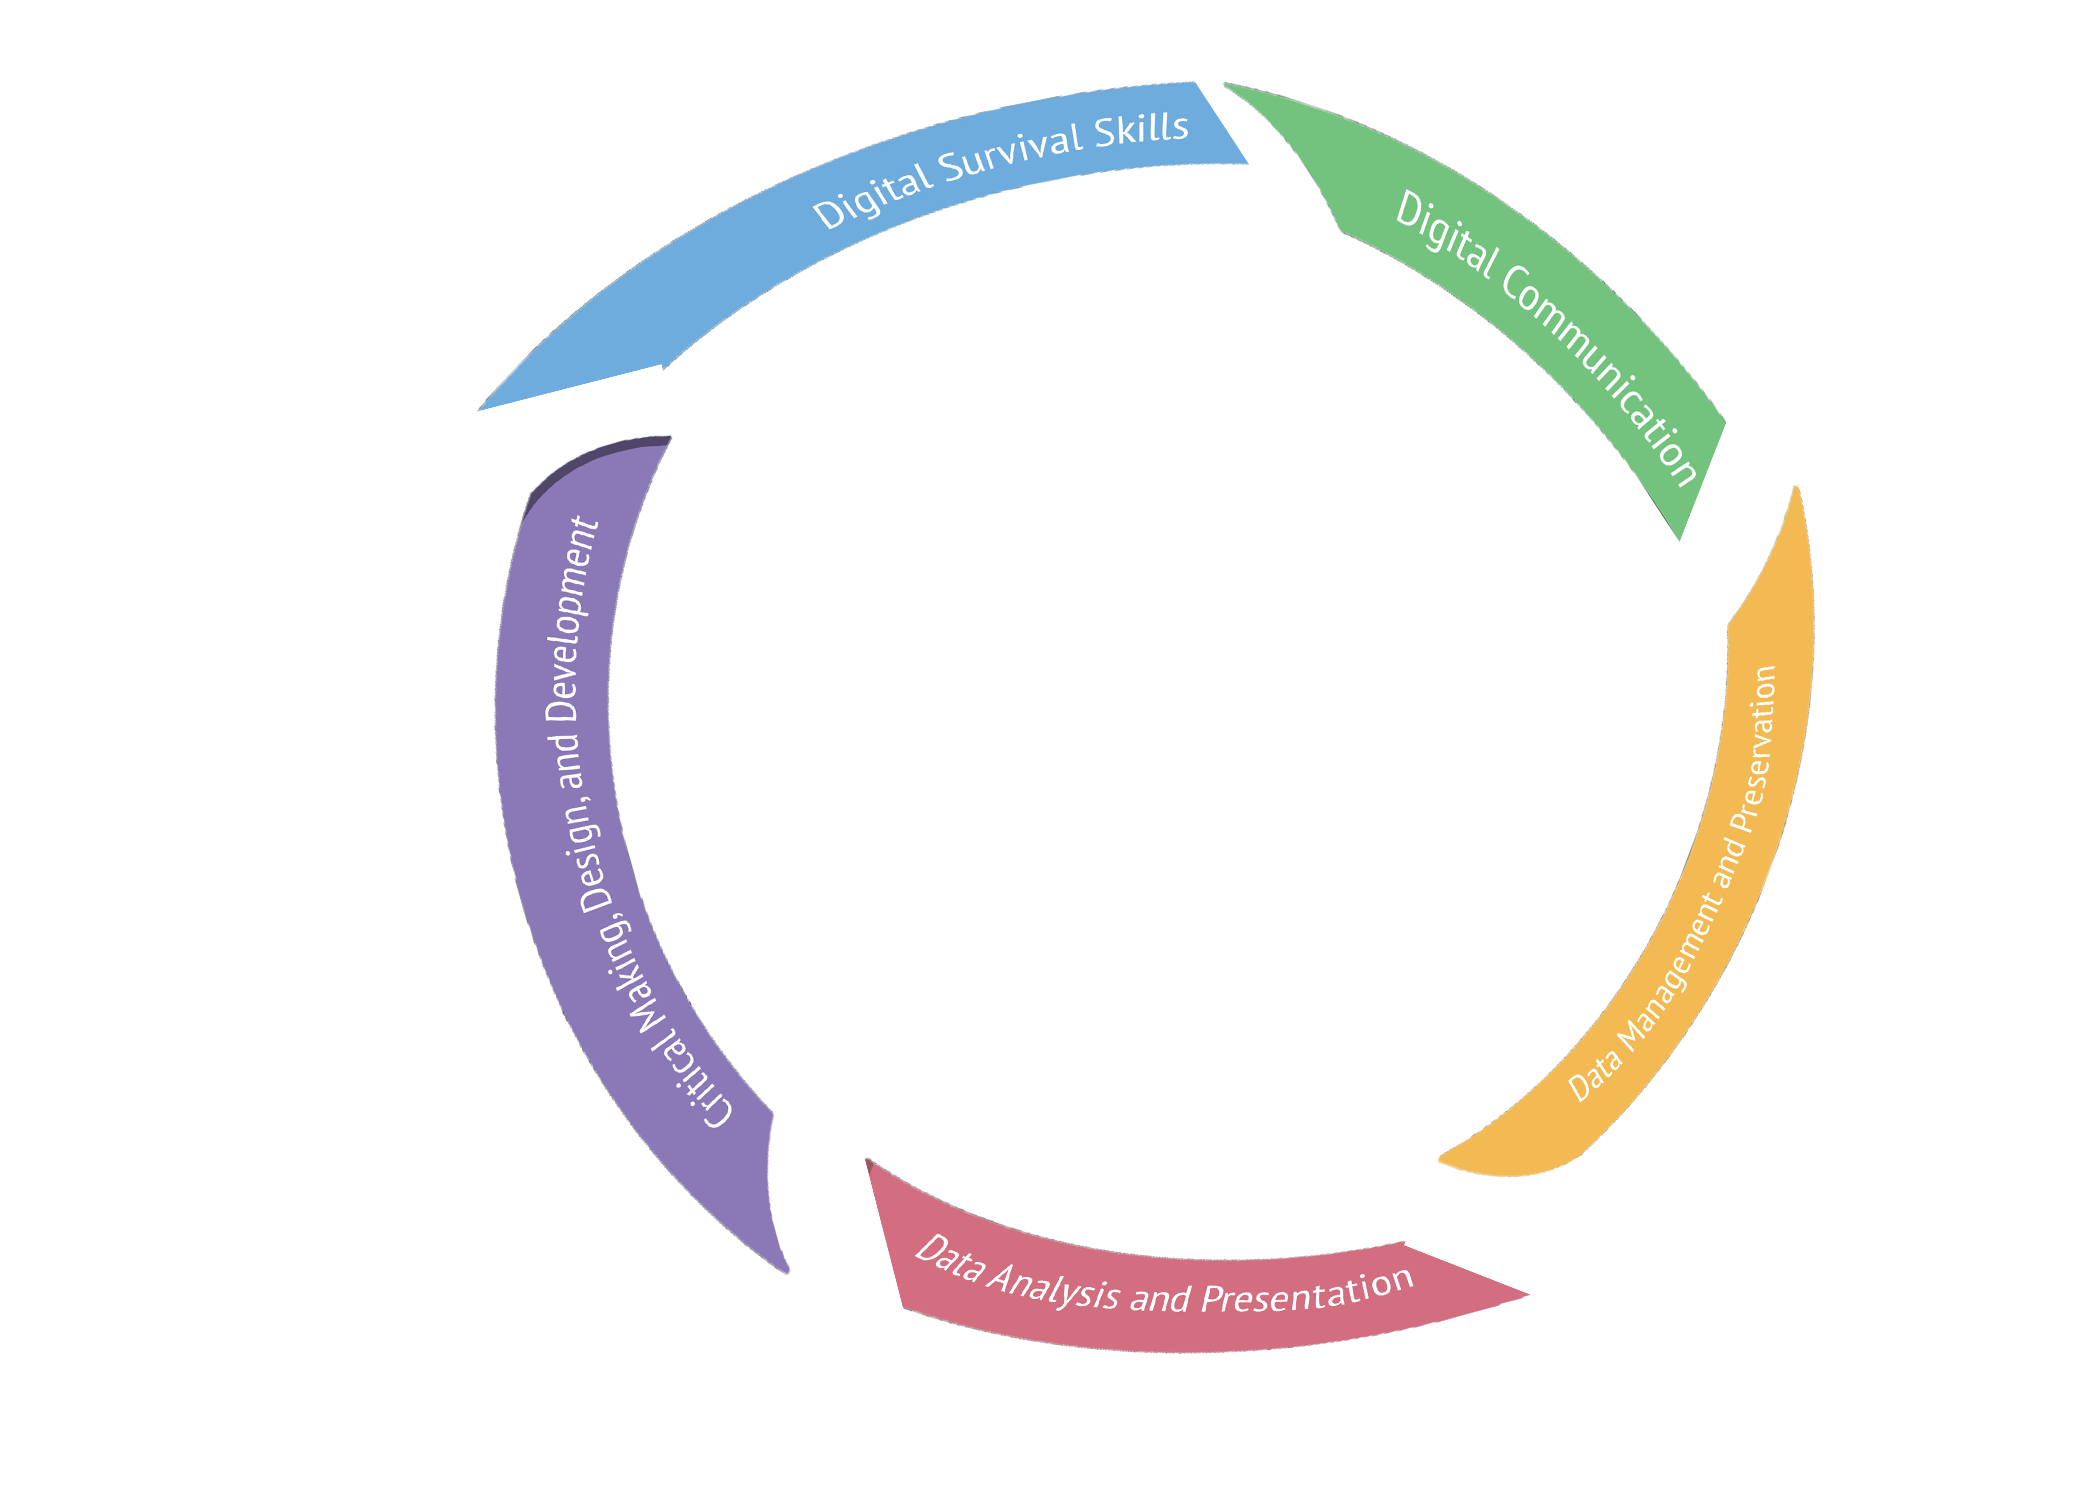 Digital Survival Skills
Digital Communication
Data Management and Preservation
Data Analysis and Presentation
Critical Making, Design, and Development